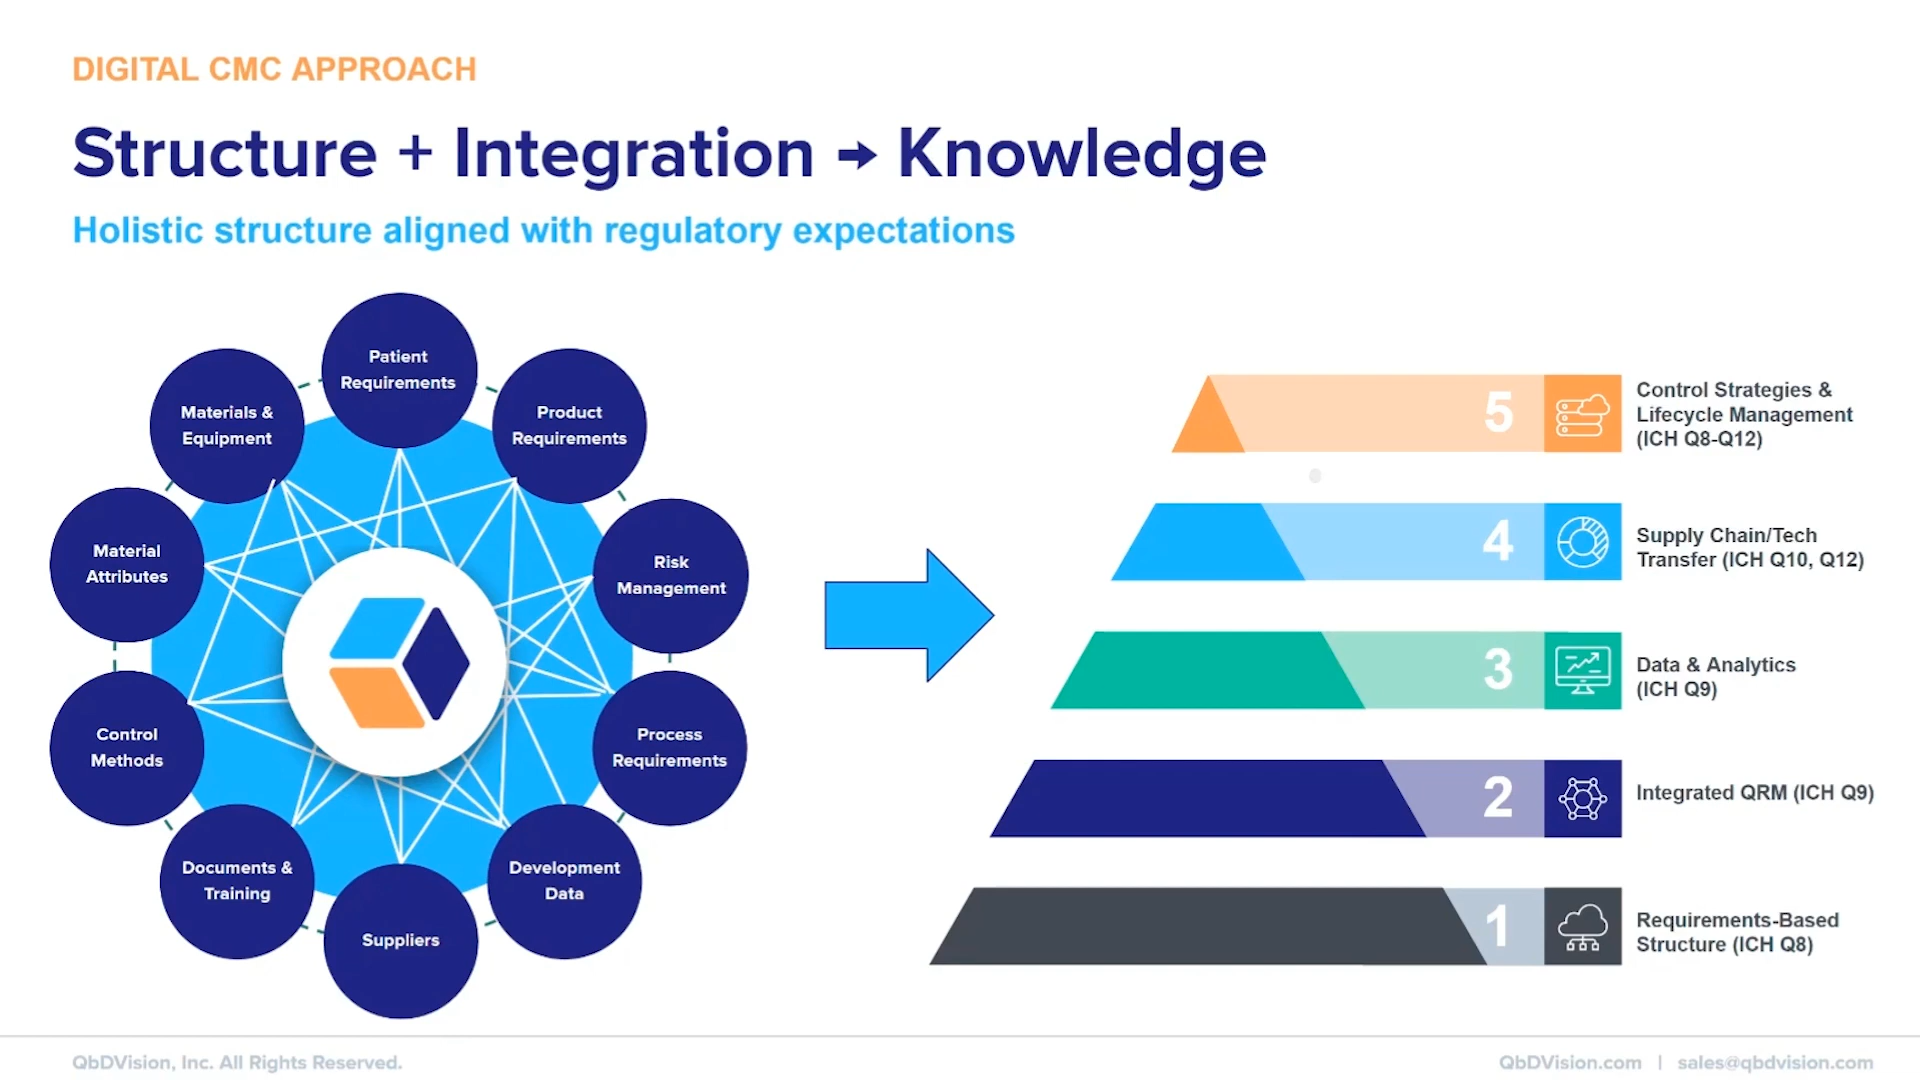 DIGITAL CMC APPROACH
Structure + Integration → Knowledge
Holistic structure aligned with regulatory expectations
Patient
Requirements
Product
Requirements
Risk
Management
Process
Requirements
Development
Data
Suppliers
Documents &
Training
Control
Methods
Material
Attributes
Materials &
Equipment
5
Control Strategies &
Lifecycle Management
(ICH Q8-Q12)
4
Supply Chain/Tech
Transfer (ICH Q10, Q12)
3
Data & Analytics
(ICH Q9)
2
Integrated QRM (ICH Q9)
1
Requirements-Based
Structure (ICH Q8)
QbDVision, Inc. All Rights Reserved.
QbDVision.com | sales@qbdvision.com